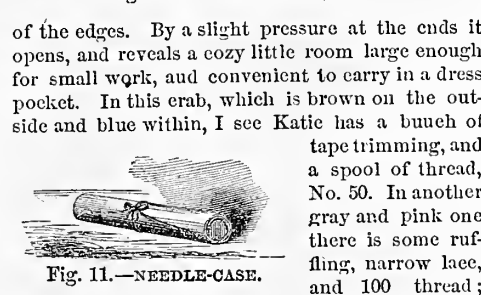 of the edges. By a slight pressure at the ends it
opens, and reveals a cozy little room large enough
for small work, aud convenient to carry in a dress
pocket. In this crab, which is brown on the out-
side and blue within, I see Katie has a bunch of
tape trimming, and
a spool of thread,
No. 50. In another
gray and pink one
there is some ruf-
fling, narrow lace,
and 100 thread;
Fig. 11.—NEEDLE-CASE.